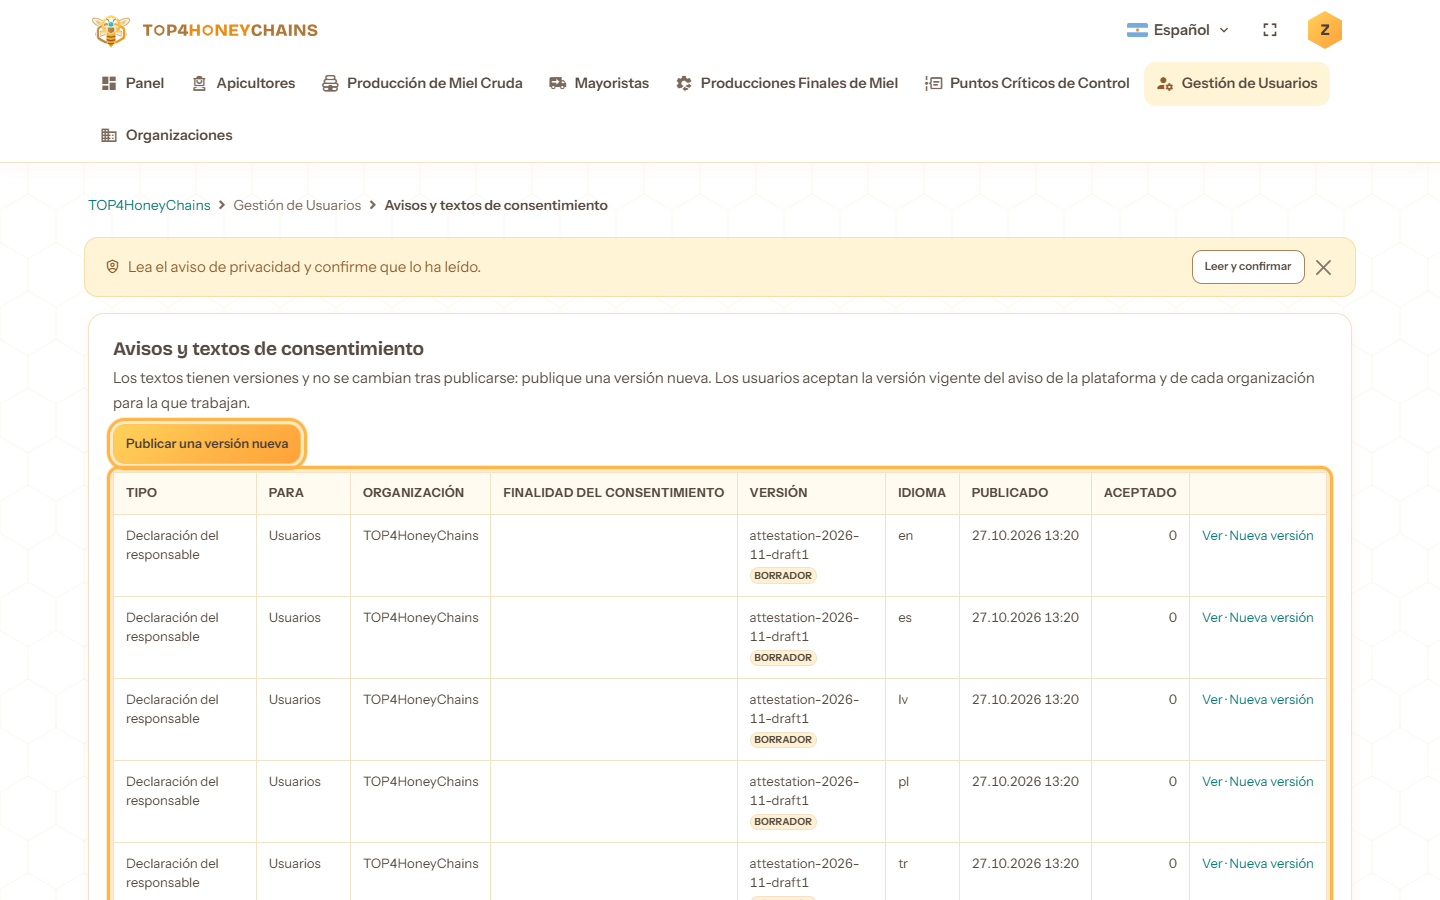 TOP4HONEYCHAINS
Español
Z
Panel
Apicultores
Producción de Miel Cruda
Mayoristas
Producciones Finales de Miel
Puntos Críticos de Control
Gestión de Usuarios
Organizaciones
TOP4HoneyChains > Gestión de Usuarios > Avisos y textos de consentimiento
Lea el aviso de privacidad y confirme que lo ha leído.
Leer y confirmar
Avisos y textos de consentimiento
Los textos tienen versiones y no se cambian tras publicarse: publique una versión nueva. Los usuarios aceptan la versión vigente del aviso de la plataforma y de cada organización
para la que trabajan.
Publicar una versión nueva
TIPO PARA ORGANIZACIÓN FINALIDAD DEL CONSENTIMIENTO VERSIÓN IDIOMA PUBLICADO ACEPTADO
Declaración del responsable Usuarios TOP4HoneyChains attestation-2026-11-draft1 BORRADOR en 27.10.2026 13:20 0 Ver · Nueva versión
Declaración del responsable Usuarios TOP4HoneyChains attestation-2026-11-draft1 BORRADOR es 27.10.2026 13:20 0 Ver · Nueva versión
Declaración del responsable Usuarios TOP4HoneyChains attestation-2026-11-draft1 BORRADOR lv 27.10.2026 13:20 0 Ver · Nueva versión
Declaración del responsable Usuarios TOP4HoneyChains attestation-2026-11-draft1 BORRADOR pl 27.10.2026 13:20 0 Ver · Nueva versión
Declaración del responsable Usuarios TOP4HoneyChains attestation-2026-11-draft1 tr 27.10.2026 13:20 0 Ver · Nueva versión